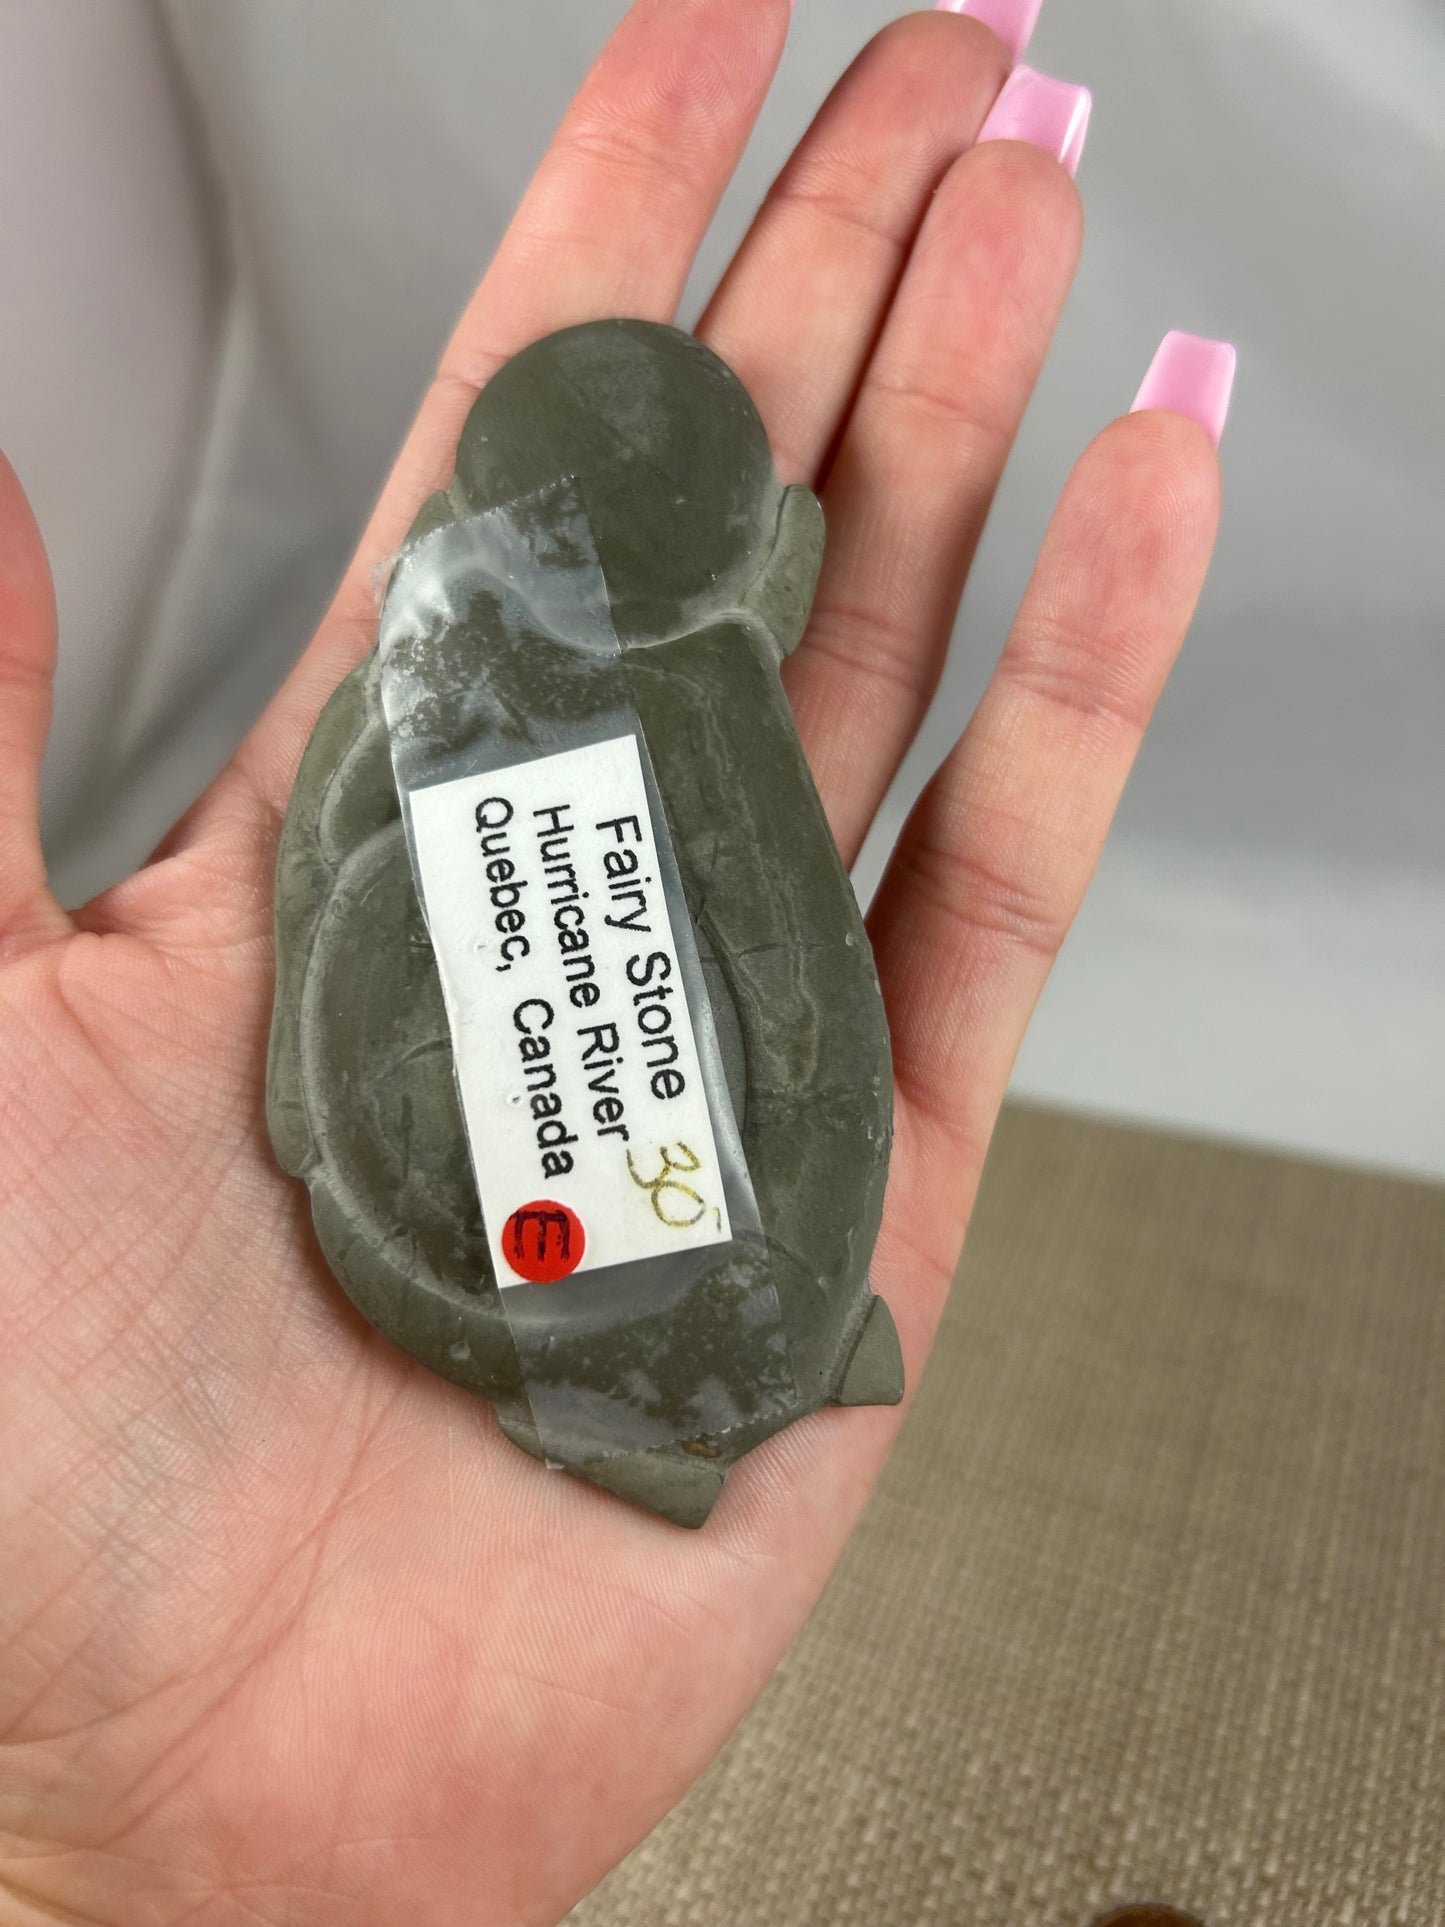 Fairy Stone
Hurricane River
Quebec, Canada
30-
E